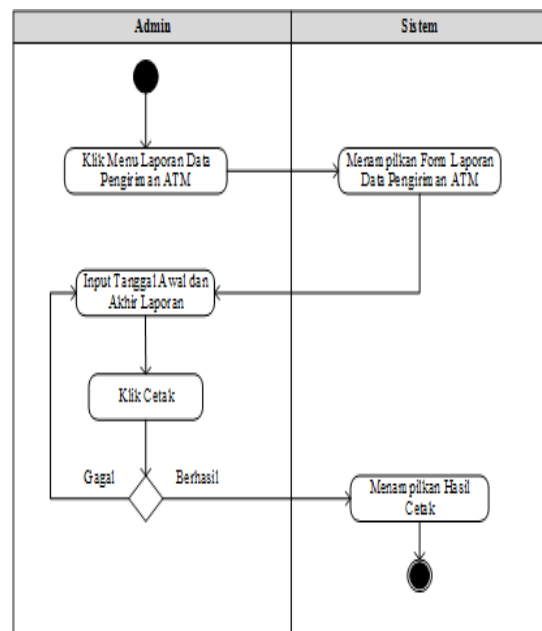 Admin
Sistem
Klik Menu Laporan Data
Pengiriman ATM
Menampilkan Form Laporan
Data Pengiriman ATM
Input Tanggal Awal dan
Akhir Laporan
Klik Cetak
Gagal
Berhasil
Menampilkan Hasil
Cetak